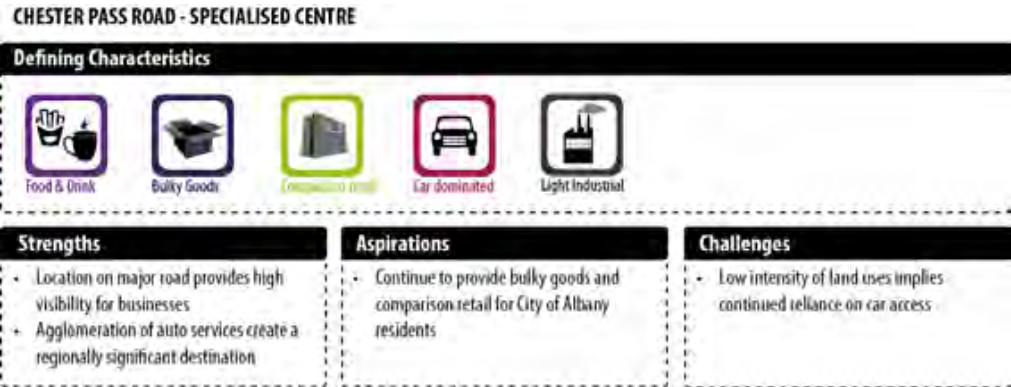 CHESTER PASS ROAD - SPECIALISED CENTRE
Defining Characteristics
Food & Drink
Bulky Goods
Comparison Retail
Car dominated
Light Industrial
Strengths
• Location on major road provides high
visibility for businesses
• Agglomeration of auto services create a
regionally significant destination
Aspirations
• Continue to provide bulky goods and
comparison retail for City of Albany
residents
Challenges
• Low intensity of land uses implies
continued reliance on car access